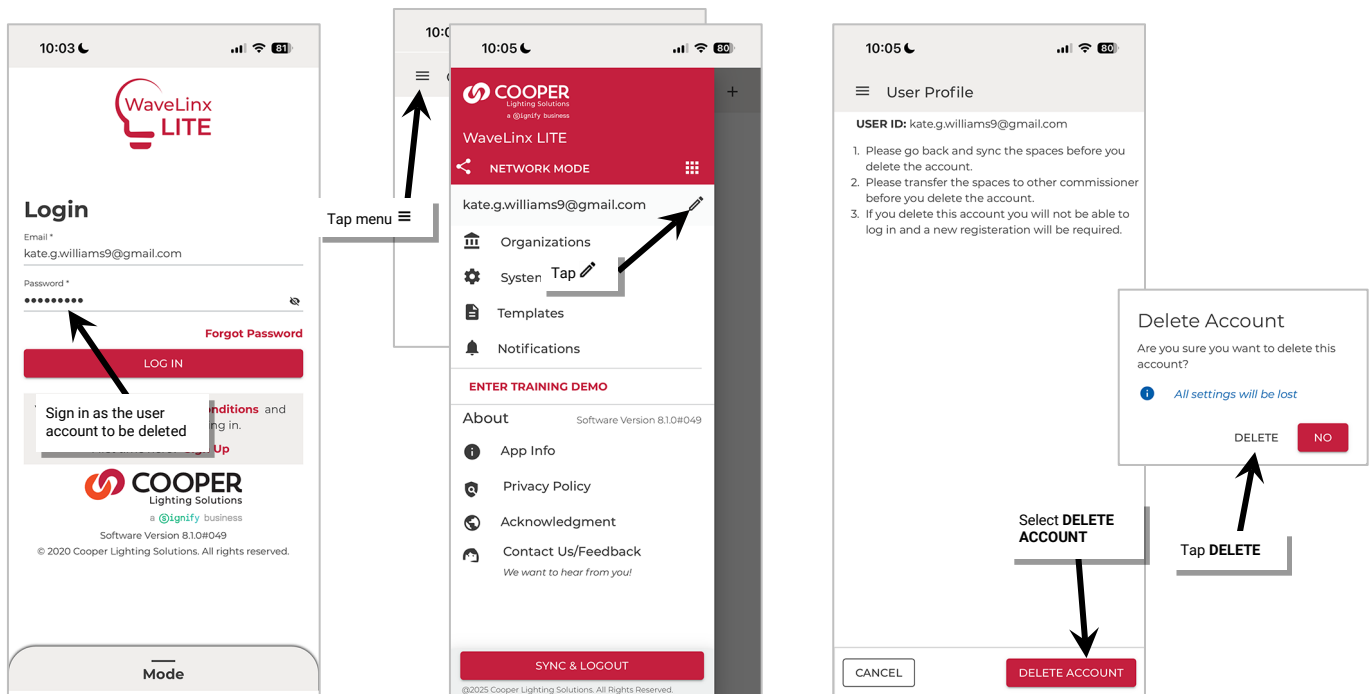 10:03
81
WaveLinx
LITE
Login
Email *
kate.g.williams9@gmail.com
Password *
Forgot Password
LOG IN
Sign in as the user
account to be deleted
nditions and
ng in.
Up
COOPER
Lighting Solutions
a Signify business
Software Version 8.1.0#049
© 2020 Cooper Lighting Solutions. All rights reserved.
Mode
10:0
Tap menu ≡
10:05
80
COOPER
Lighting Solutions
a Signify business
WaveLinx LITE
NETWORK MODE
kate.g.williams9@gmail.com
Organizations
System
Tap
Templates
Notifications
ENTER TRAINING DEMO
About
Software Version 8.1.0#049
App Info
Privacy Policy
Acknowledgment
Contact Us/Feedback
We want to hear from you!
SYNC & LOGOUT
@2025 Cooper Lighting Solutions. All Rights Reserved.
+
10:05
80
User Profile
USER ID: kate.g.williams9@gmail.com
1. Please go back and sync the spaces before you
delete the account.
2. Please transfer the spaces to other commissioner
before you delete the account.
3. If you delete this account you will not be able to
log in and a new registeration will be required.
Delete Account
Are you sure you want to delete this
account?
All settings will be lost
DELETE
NO
Select DELETE
ACCOUNT
Tap DELETE
CANCEL
DELETE ACCOUNT